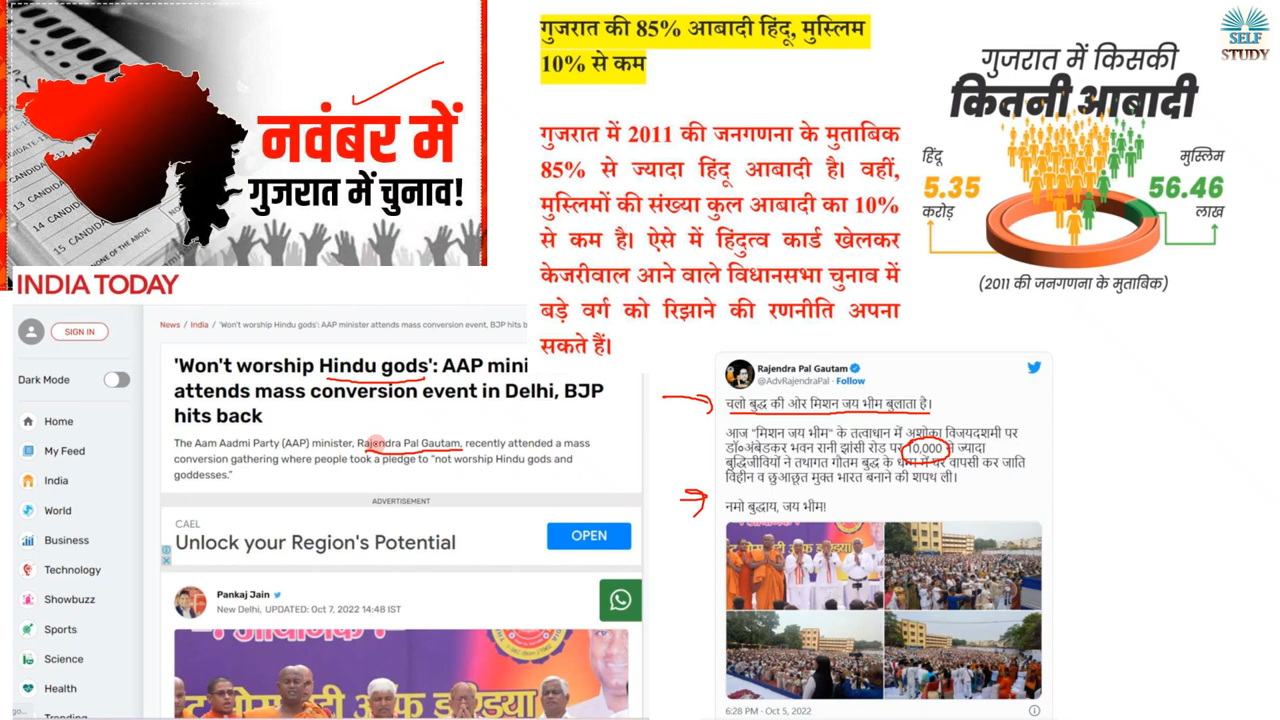 नवंबर में
गुजरात में चुनाव!
CANDIDATE
13 CANDIDA
14 CANDIDA
15 CANDIDA
NONE OF THE ABOVE
गुजरात की 85% आबादी हिंदू, मुस्लिम
10% से कम
गुजरात में 2011 की जनगणना के मुताबिक
85% से ज्यादा हिंदू आबादी है। वहीं,
मुस्लिमों की संख्या कुल आबादी का 10%
से कम है। ऐसे में हिंदुत्व कार्ड खेलकर
केजरीवाल आने वाले विधानसभा चुनाव में
बड़े वर्ग को रिझाने की रणनीति अपना
सकते हैं।
SELF
STUDY
गुजरात में किसकी
कितनी आबादी
हिंदू
5.35
करोड़
मुस्लिम
56.46
लाख
(2011 की जनगणना के मुताबिक)
INDIA TODAY
SIGN IN
Dark Mode
Home
My Feed
India
World
Business
Technology
Showbuzz
Sports
Science
Health
Trending
go...
News / India / 'Won't worship Hindu gods': AAP minister attends mass conversion event in Delhi, BJP hits b
'Won't worship Hindu gods': AAP mini
attends mass conversion event in Delhi, BJP
hits back
The Aam Aadmi Party (AAP) minister, Rajendra Pal Gautam, recently attended a mass
conversion gathering where people took a pledge to “not worship Hindu gods and
goddesses.”
ADVERTISEMENT
CAEL
Unlock your Region's Potential
OPEN
Pankaj Jain
New Delhi, UPDATED: Oct 7, 2022 14:48 IST
Rajendra Pal Gautam
@AdvRajendraPal · Follow
चलो बुद्ध की ओर मिशन जय भीम बुलाता है।
आज "मिशन जय भीम" के तत्वाधान में अशोका विजयदशमी पर
डॉ०अंबेडकर भवन रानी झांसी रोड पर 10,000 से ज्यादा
बुद्धिजीवियों ने तथागत गौतम बुद्ध के धम्म में घर वापसी कर जाति
विहीन व छुआछूत मुक्त भारत बनाने की शपथ ली।
नमो बुद्धाय, जय भीम!
6:28 PM · Oct 5, 2022